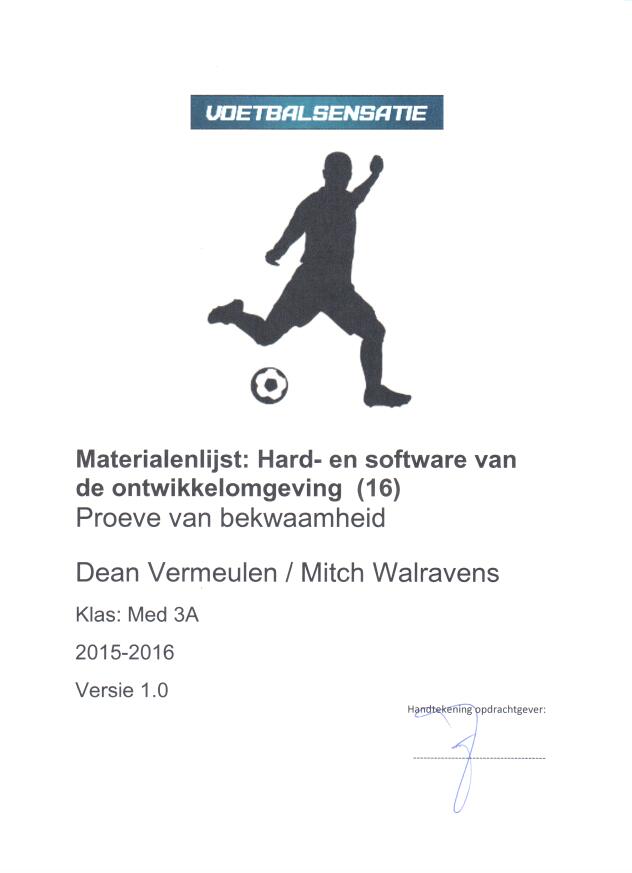 VOETBALSENSATIE
Materialenlijst: Hard- en software van
de ontwikkelomgeving (16)
Proeve van bekwaamheid
Dean Vermeulen / Mitch Walravens
Klas: Med 3A
2015-2016
Versie 1.0
Handtekening opdrachtgever: